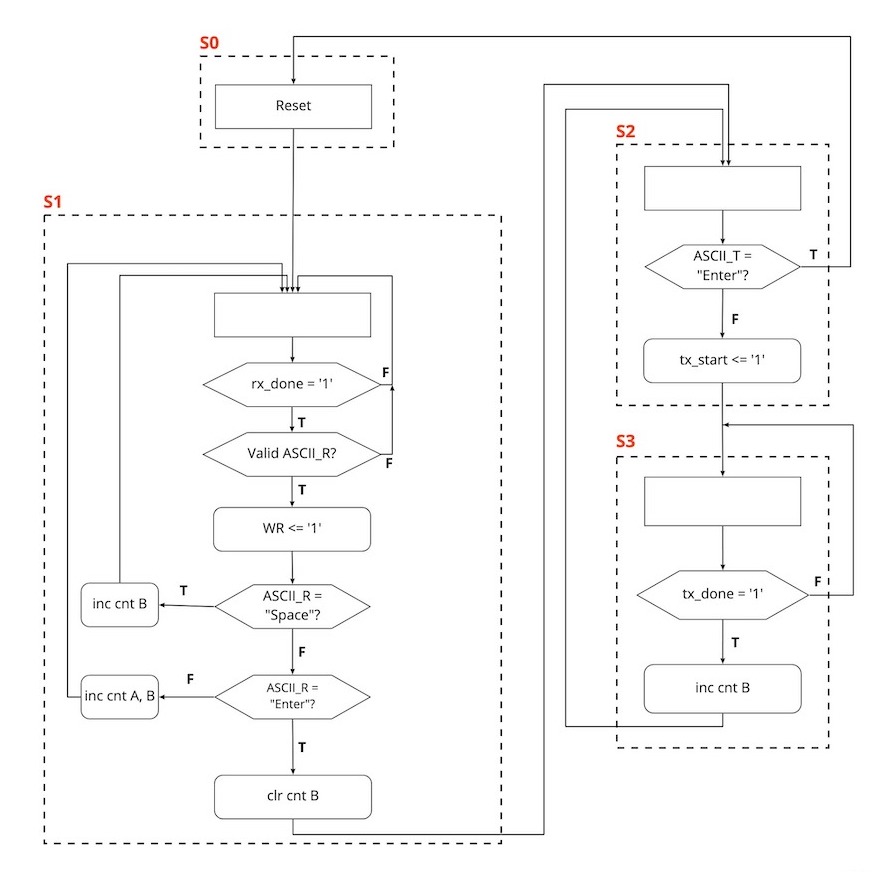 S0
Reset
S1
rx_done = '1'
F
T
Valid ASCII_R?
F
T
WR <= '1'
ASCII_R =
"Space"?
T
inc cnt B
F
ASCII_R =
"Enter"?
F
inc cnt A, B
T
clr cnt B
S2
ASCII_T =
"Enter"?
T
F
tx_start <= '1'
S3
tx_done = '1'
F
T
inc cnt B